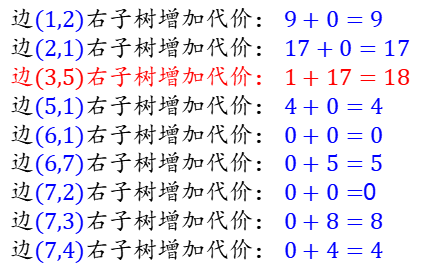 边(1,2)右子树增加代价：9 + 0 = 9
边(2,1)右子树增加代价：17 + 0 = 17
边(3,5)右子树增加代价：1 + 17 = 18
边(5,1)右子树增加代价：4 + 0 = 4
边(6,1)右子树增加代价：0 + 0 = 0
边(6,7)右子树增加代价：0 + 5 = 5
边(7,2)右子树增加代价：0 + 0 =0
边(7,3)右子树增加代价：0 + 8 = 8
边(7,4)右子树增加代价：0 + 4 = 4